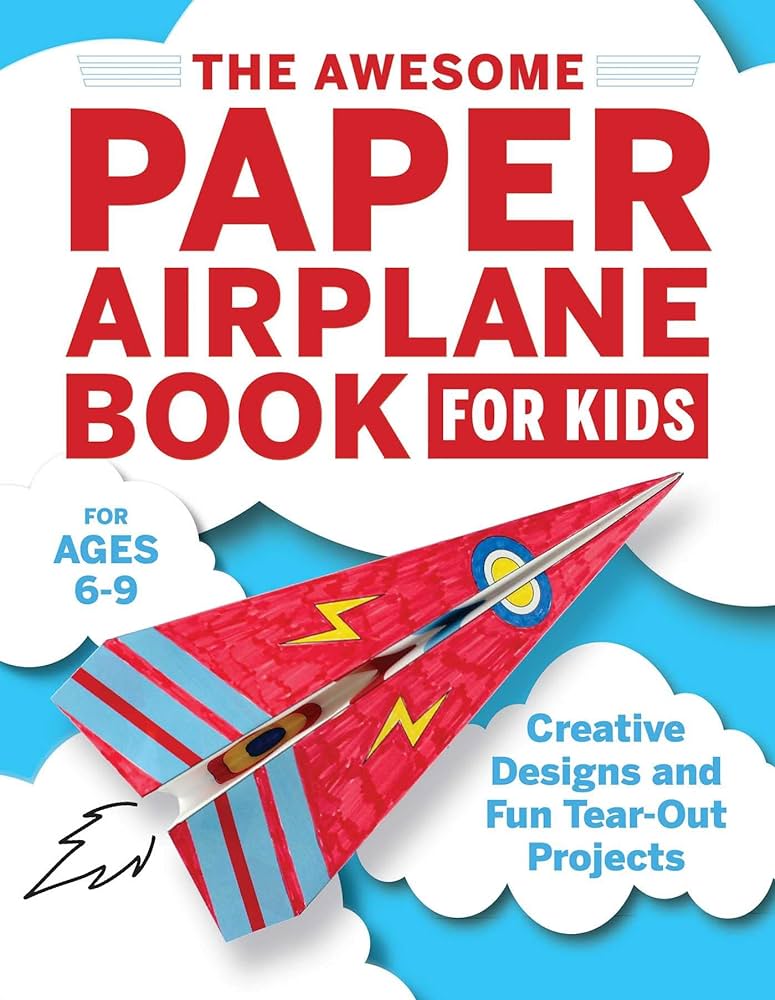 THE AWESOME
PAPER
AIRPLANE
BOOK FOR KIDS
FOR
AGES
6-9
Creative
Designs and
Fun Tear-Out
Projects